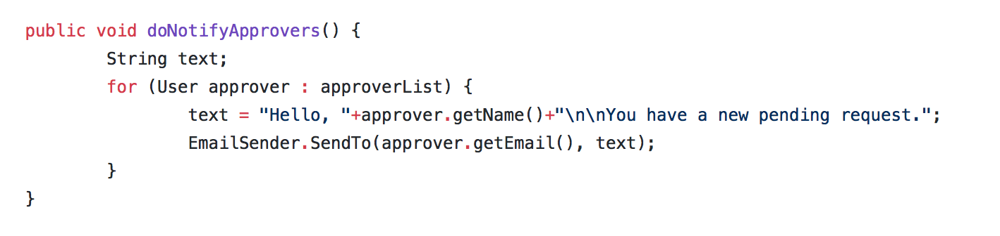 public void doNotifyApprovers() {
        String text;
        for (User approver : approverList) {
                text = "Hello, "+approver.getName()+"\n\nYou have a new pending request.";
                EmailSender.SendTo(approver.getEmail(), text);
        }
}